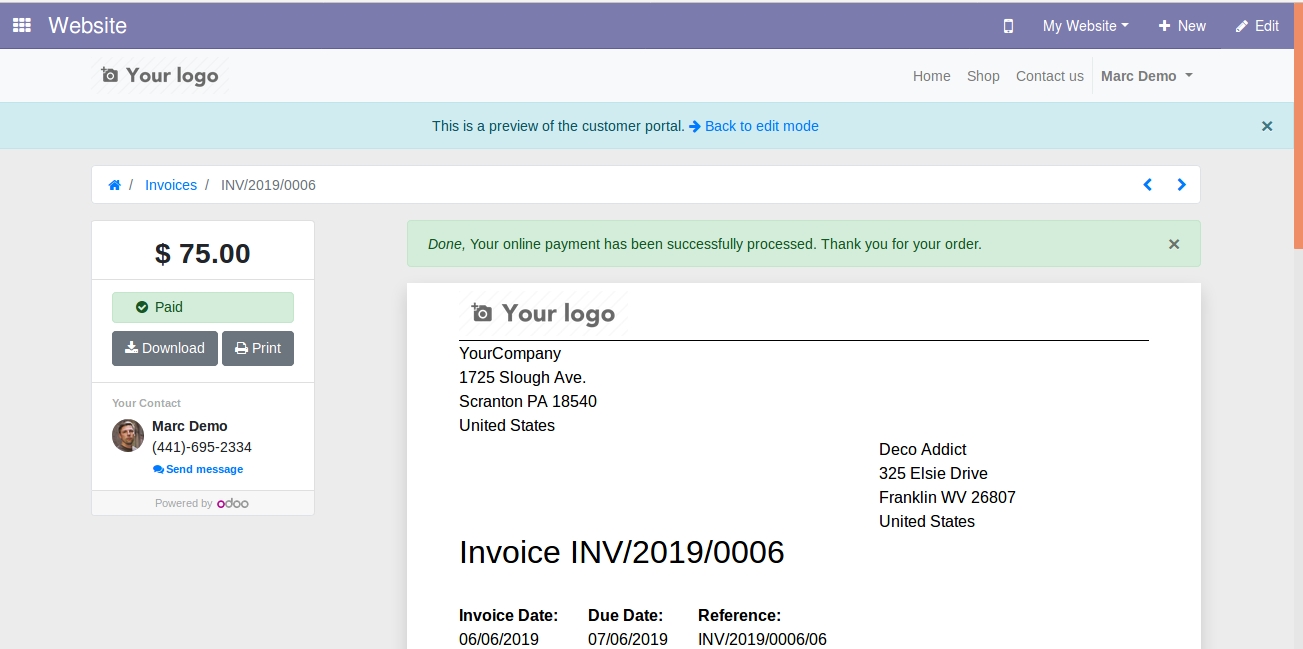 Website
My Website
New
Edit
Your logo
Home Shop Contact us Marc Demo
This is a preview of the customer portal. Back to edit mode ×
/ Invoices / INV/2019/0006
$ 75.00
Paid
Download Print
Your Contact
Marc Demo
(441)-695-2334
Send message
Powered by odoo
Done, Your online payment has been successfully processed. Thank you for your order. ×
Your logo
YourCompany
1725 Slough Ave.
Scranton PA 18540
United States
Deco Addict
325 Elsie Drive
Franklin WV 26807
United States
Invoice INV/2019/0006
Invoice Date: Due Date: Reference:
06/06/2019 07/06/2019 INV/2019/0006/06